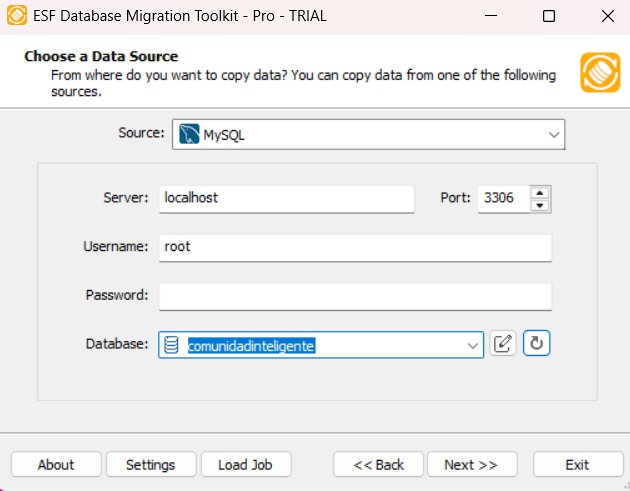 ESF Database Migration Toolkit - Pro - TRIAL
Choose a Data Source
From where do you want to copy data? You can copy data from one of the following
sources.
Source: MySQL
Server: localhost Port: 3306
Username: root
Password:
Database: comunidadinteligente
About Settings Load Job << Back Next >> Exit